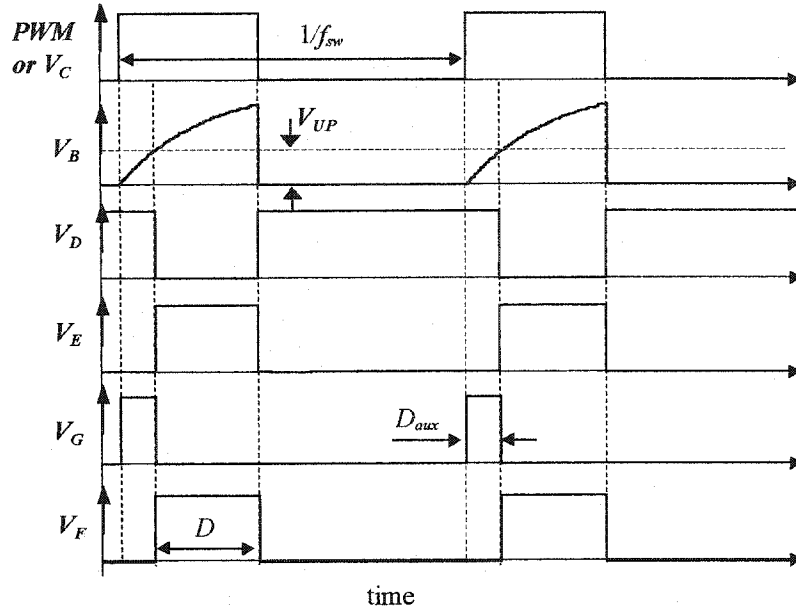 PWM
or V_C
1/f_sw
V_B
V_UP
V_D
V_E
V_G
D_aux
V_F
D
time